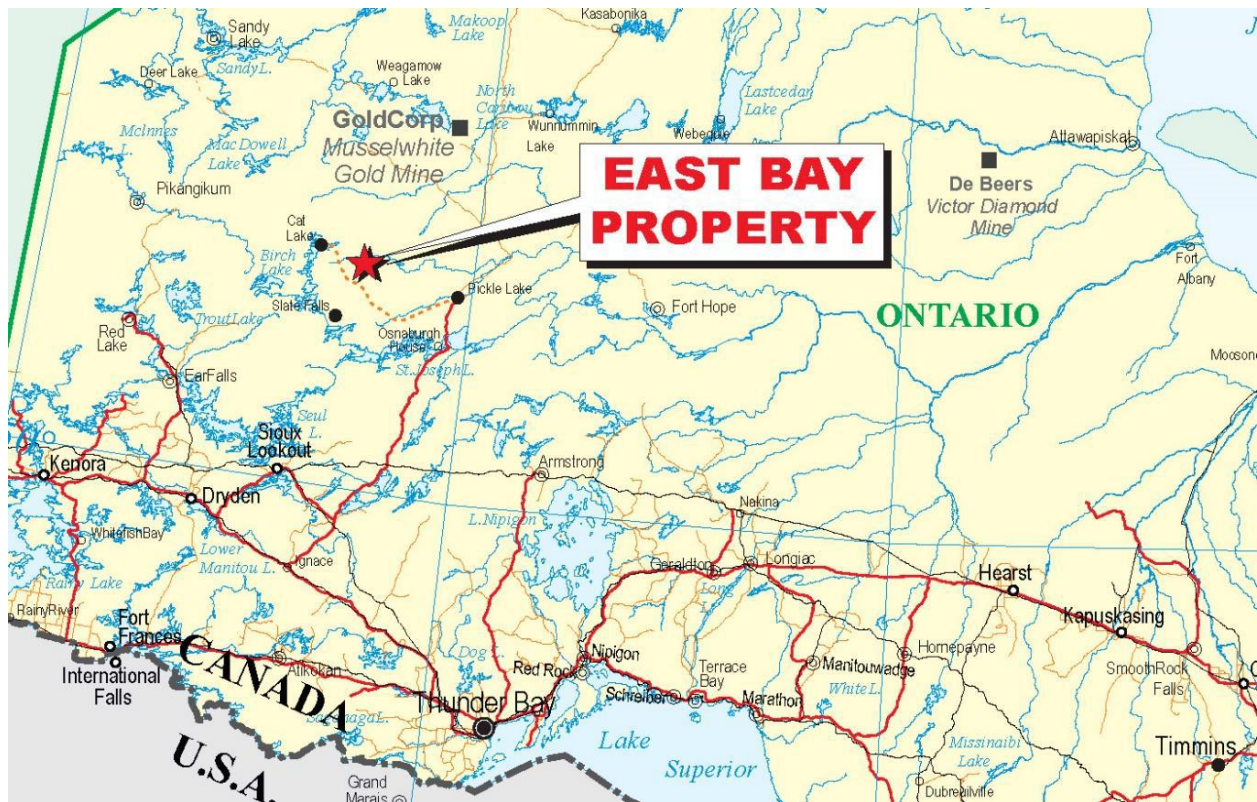 Sandy
Lake
Sandy L.
Deer Lake
Makoop
Lake
Kasabonika
Weagamow
Lake
North
Caribou
Lake
GoldCorp
Musselwhite
Gold Mine
Wunnummin
Lake
Lastcedar
Lake
Webequie
Attawapiskat
McInnes
L.
MacDowell
Lake
Pikangikum
EAST BAY
PROPERTY
De Beers
Victor Diamond
Mine
Cat
Lake
Birch
Lake
Fort
Albany
Slate Falls
Pickle Lake
Fort Hope
ONTARIO
Trout Lake
Red
Lake
Osnaburgh
House
St. Joseph L.
Moosone
Ear Falls
Seul
L.
Sioux
Lookout
Kenora
Dryden
Armstrong
Nakina
L. Nipigon
Whitefish Bay
Lower
Manitou L.
Ignace
Rainy Lake
Geraldton
Longlac
Long
L.
Hearst
Kapuskasing
Rainy River
Fort
Frances
International
Falls
CANADA
U.S.A.
Atikokan
Saganaga L.
Dog L.
Thunder Bay
Red Rock
Nipigon
Schreiber
Terrace
Bay
Marathon
Manitouwadge
White L.
Hornepayne
Smooth Rock
Falls
Lake
Superior
Missinaibi
Lake
Timmins
Dubreuilville
Grand
Marais